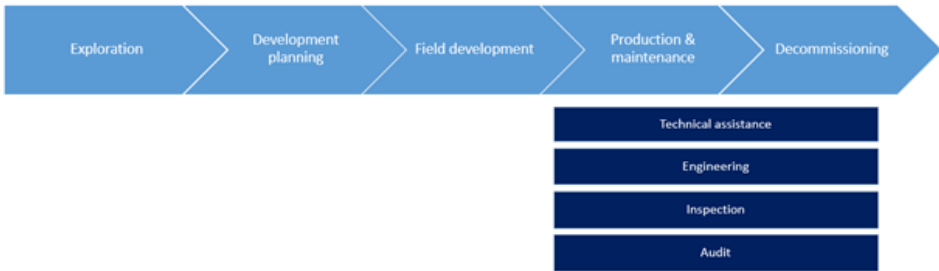 Exploration
Development
planning
Field development
Production &
maintenance
Decommissioning
Technical assistance
Engineering
Inspection
Audit